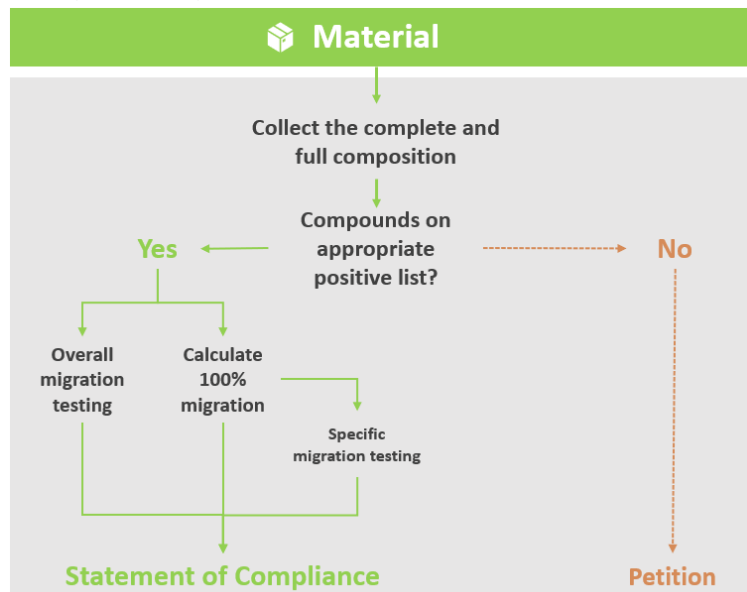 Material
Collect the complete and
full composition
Compounds on
appropriate
positive list?
Yes
No
Overall
migration
testing
Calculate
100%
migration
Specific
migration testing
Statement of Compliance
Petition